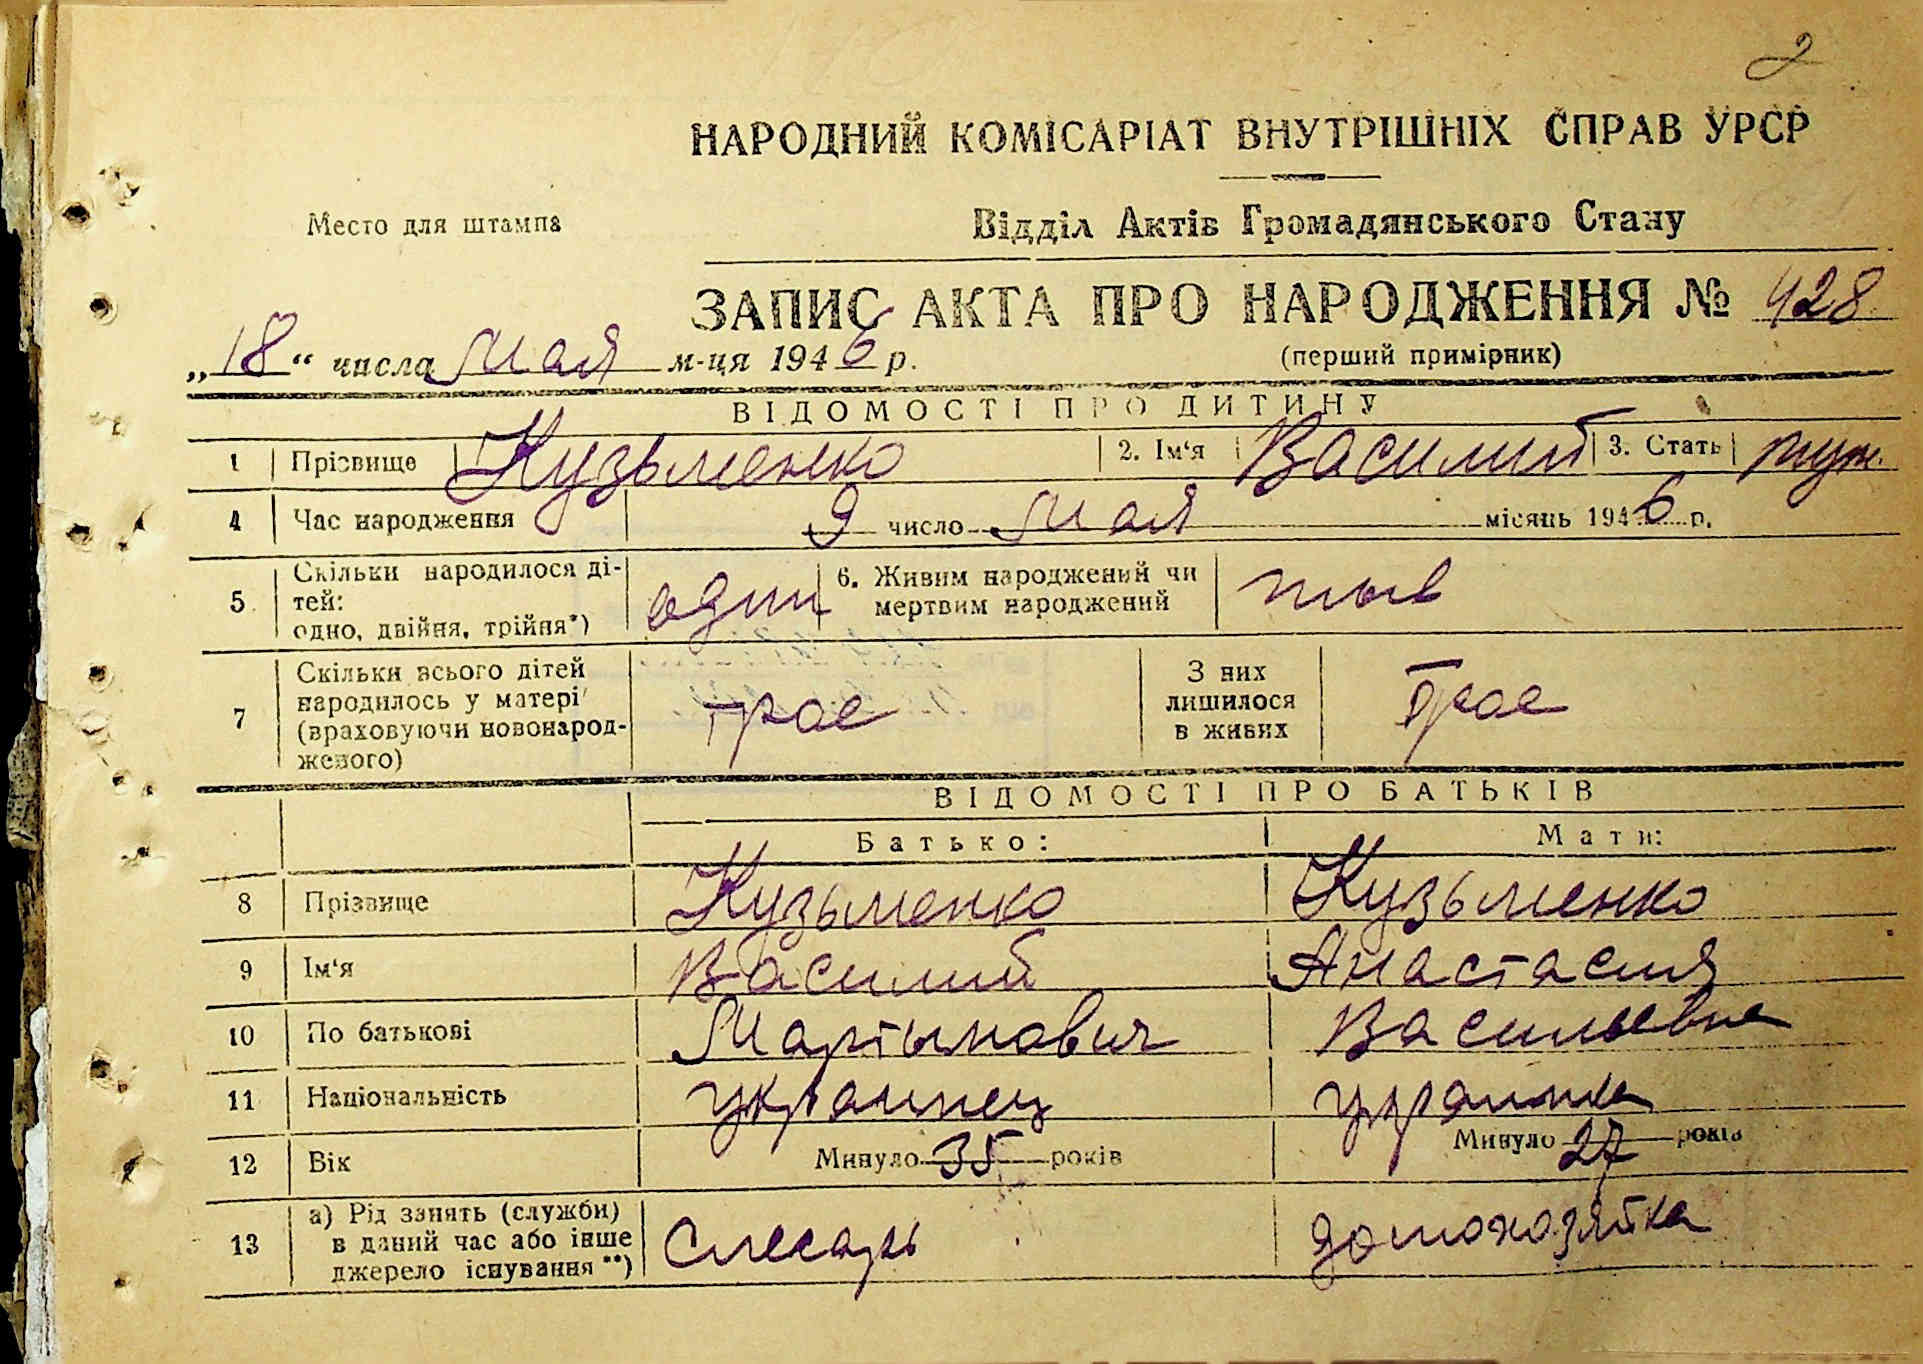 2
НАРОДНИЙ КОМІСАРІАТ ВНУТРІШНІХ СПРАВ УРСР
Место для штампа
Відділ Актів Громадянського Стану
ЗАПИС АКТА ПРО НАРОДЖЕННЯ № 428
„18“ числа мая м-ця 1946 р.
(перший примірник)
ВІДОМОСТІ ПРО ДИТИНУ
1 Прізвище Кузьменко 2. Ім‘я Василий 3. Стать муж.
4 Час народження 9 число мая місяць 1946 р.
5 Скільки народилося ді-
тей:
одно, двійня, трійня*) один 6. Живим народжений чи
мертвим народжений жив
7 Скільки всього дітей
народилось у матері
(враховуючи новонарод-
женого) трое З них
лишилося
в живих трое
ВІДОМОСТІ ПРО БАТЬКІВ
Батько: Мати:
8 Прізвище Кузьменко Кузьменко
9 Ім‘я Василий Анастасия
10 По батькові Мартынович Васильевна
11 Національність украинец украинка
12 Вік Минуло 35 років Минуло 27 років
13 а) Рід занять (служби)
в даний час або інше
джерело існування **) слесарь домохозяйка